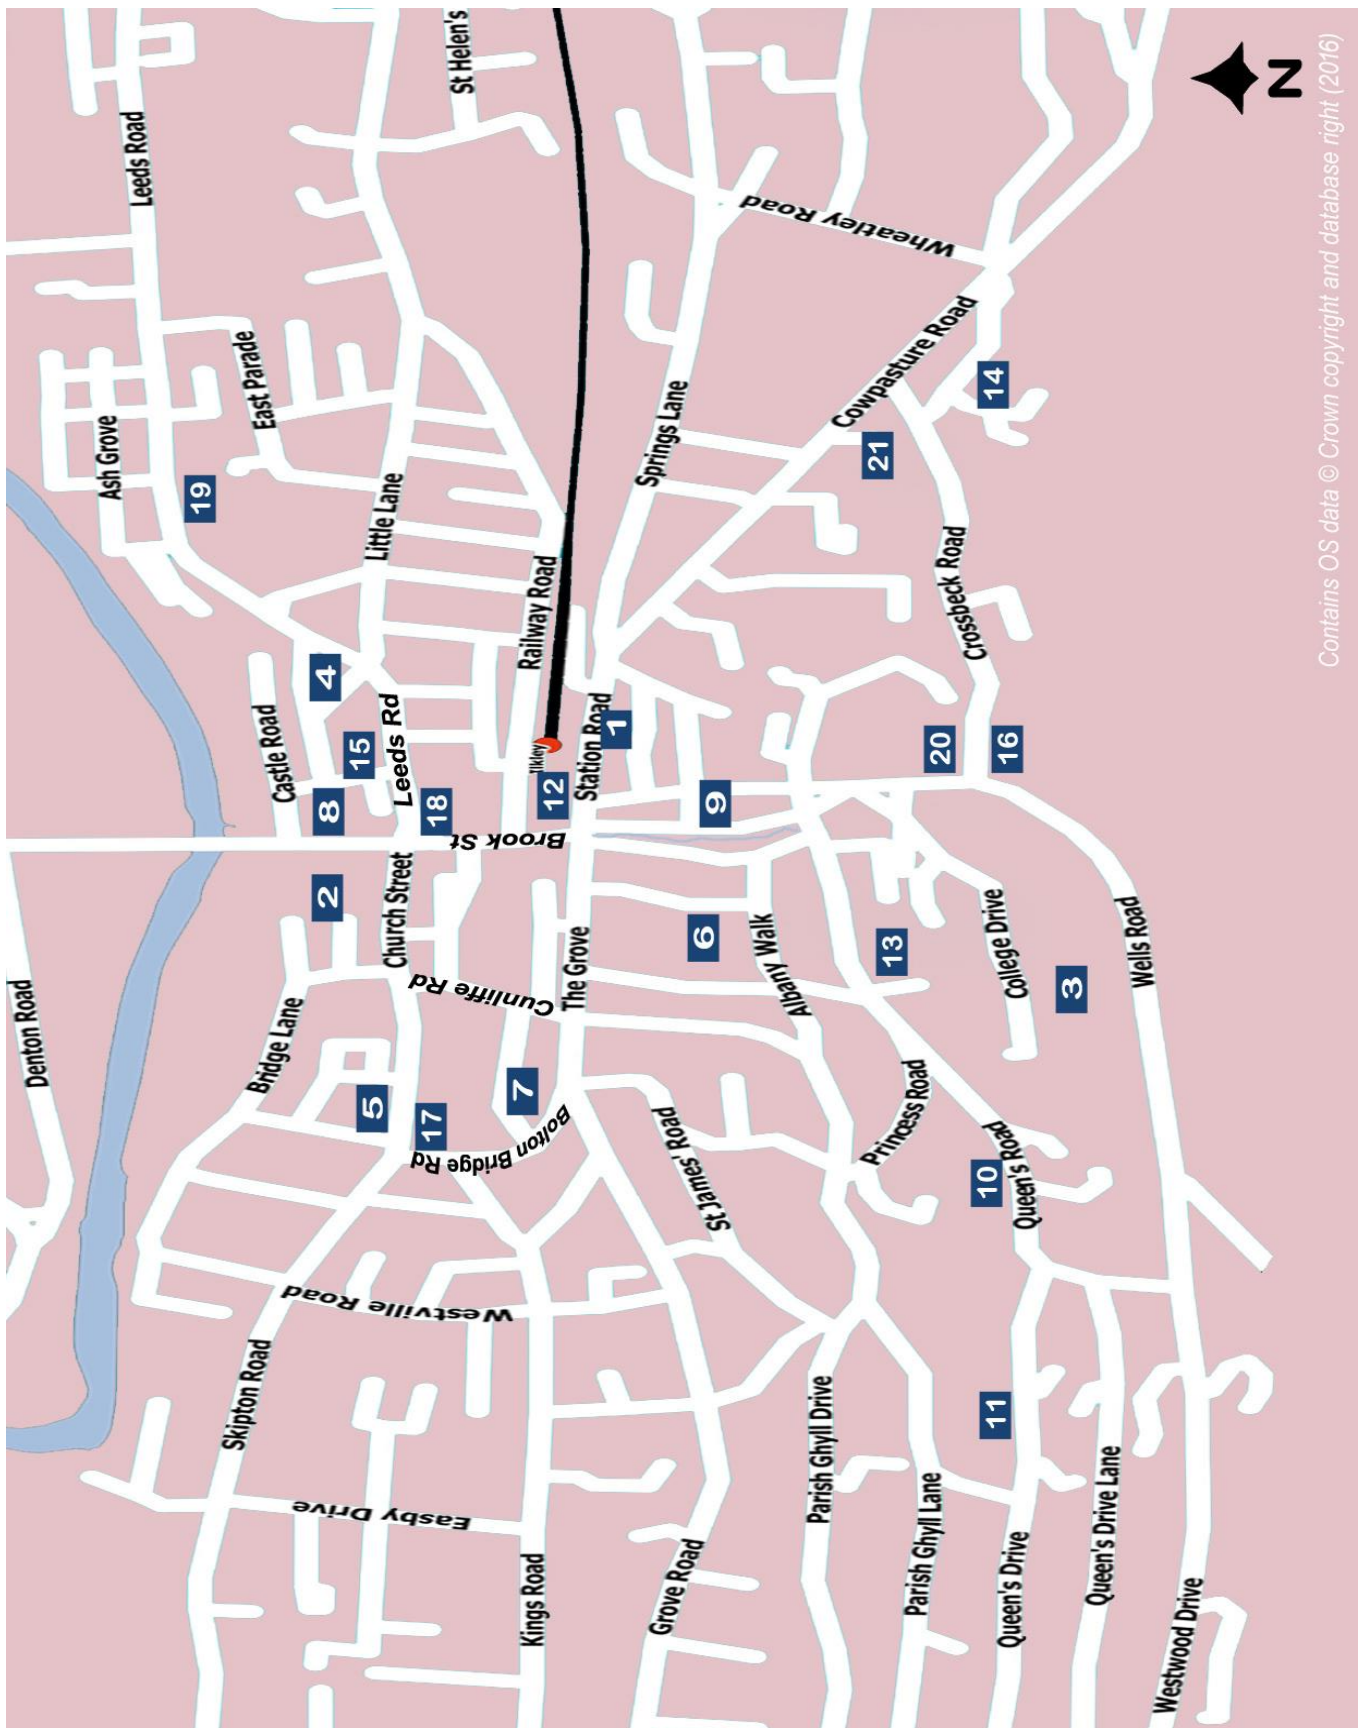 Denton Road
Castle Road
Ash Grove
Leeds Road
Bridge Lane
2
8
15
4
19
East Parade
Skipton Road
Westville Road
5
Church Street
Leeds Rd
Little Lane
St Helen's
Easby Drive
17
Bolton Bridge Rd
Cunliffe Rd
18
Brook St
Railway Road
Kings Road
7
The Grove
12
Ilkley
Station Road
1
Springs Lane
Grove Road
St James' Road
6
Albany Walk
9
Wheatley Road
Parish Ghyll Drive
Princess Road
13
21
Cowpasture Road
Parish Ghyll Lane
20
Crossbeck Road
14
Queen's Drive
11
10
Queen's Road
College Drive
16
Queen's Drive Lane
3
Wells Road
Westwood Drive
N
Contains OS data © Crown copyright and database right (2016)